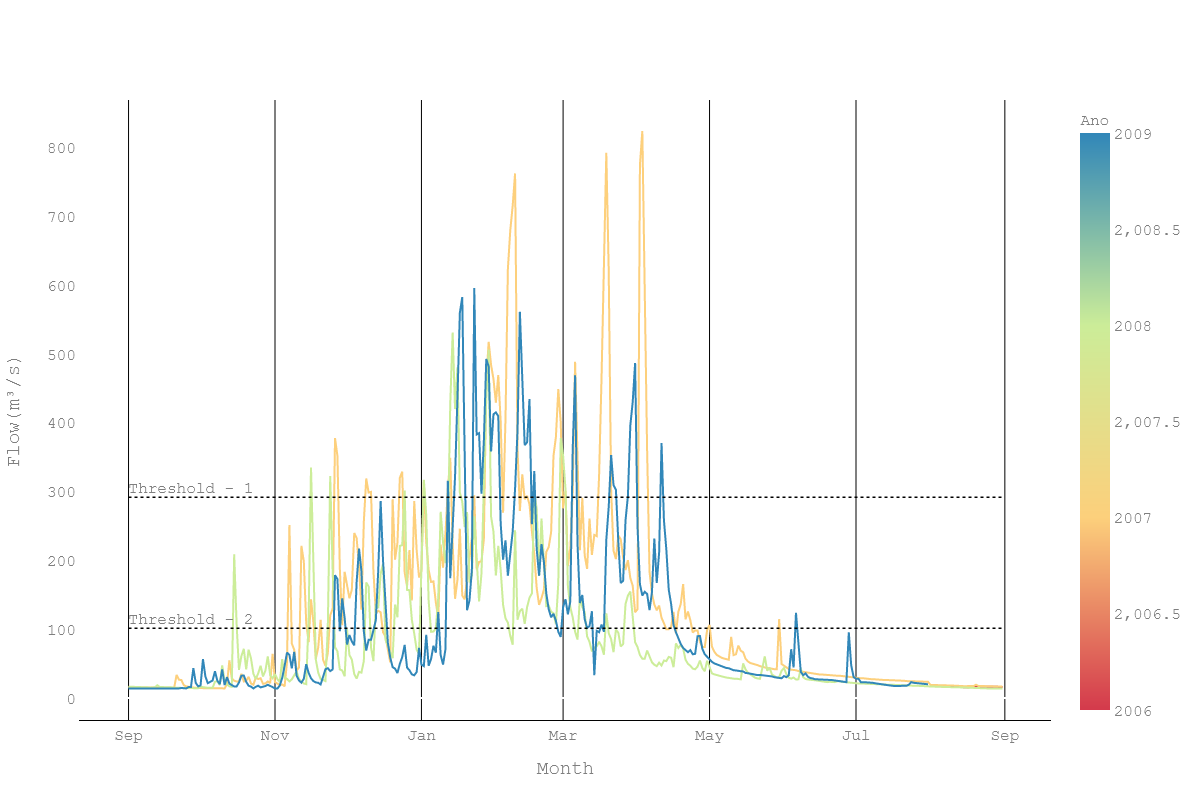 Ano
2009
2,008.5
2008
2,007.5
2007
2,006.5
2006
800
700
600
500
400
300
200
100
0
Flow(m³/s)
Threshold - 1
Threshold - 2
Sep Nov Jan Mar May Jul Sep
Month